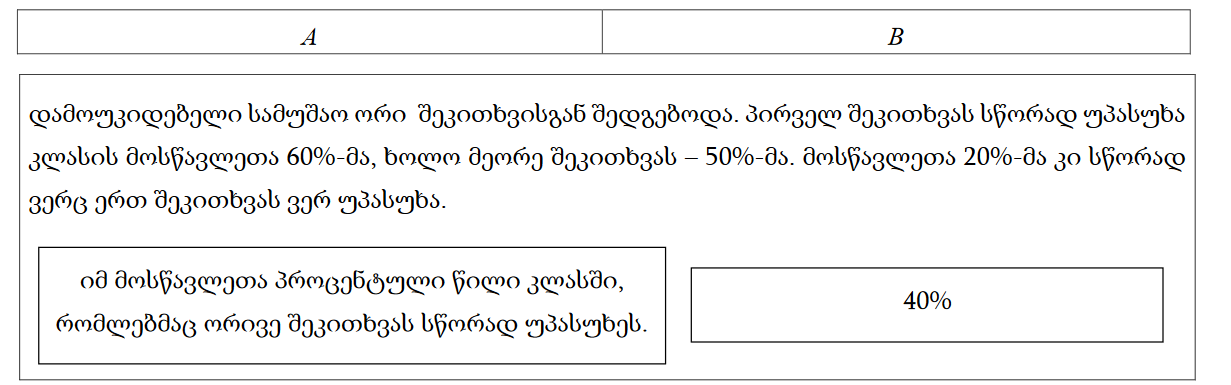 A B
დამოუკიდებელი სამუშაო ორი შეკითხვისგან შედგებოდა. პირველ შეკითხვას სწორად უპასუხა
კლასის მოსწავლეთა 60%-მა, ხოლო მეორე შეკითხვას – 50%-მა. მოსწავლეთა 20%-მა კი სწორად
ვერც ერთ შეკითხვას ვერ უპასუხა.
იმ მოსწავლეთა პროცენტული წილი კლასში,
რომლებმაც ორივე შეკითხვას სწორად უპასუხეს.
40%